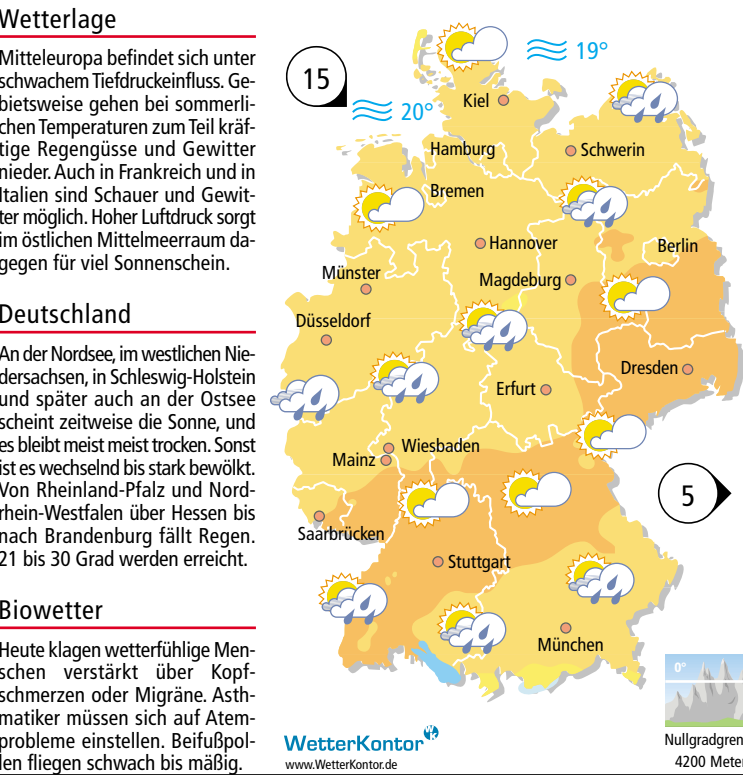 Wetterlage
Mitteleuropa befindet sich unter
schwachem Tiefdruckeinfluss. Ge-
bietsweise gehen bei sommerli-
chen Temperaturen zum Teil kräf-
tige Regengüsse und Gewitter
nieder. Auch in Frankreich und in
Italien sind Schauer und Gewit-
ter möglich. Hoher Luftdruck sorgt
im östlichen Mittelmeerraum da-
gegen für viel Sonnenschein.
Deutschland
An der Nordsee, im westlichen Nie-
dersachsen, in Schleswig-Holstein
und später auch an der Ostsee
scheint zeitweise die Sonne, und
es bleibt meist meist trocken. Sonst
ist es wechselnd bis stark bewölkt.
Von Rheinland-Pfalz und Nord-
rhein-Westfalen über Hessen bis
nach Brandenburg fällt Regen.
21 bis 30 Grad werden erreicht.
Biowetter
Heute klagen wetterfühlige Men-
schen verstärkt über Kopf-
schmerzen oder Migräne. Asth-
matiker müssen sich auf Atem-
probleme einstellen. Beifußpol-
len fliegen schwach bis mäßig.
19°
15
20°
Kiel
Hamburg
Schwerin
Bremen
Hannover
Berlin
Münster
Magdeburg
Düsseldorf
Dresden
Erfurt
Wiesbaden
Mainz
5
Saarbrücken
Stuttgart
München
0°
Nullgradgren
4200 Meter
WetterKontor wk
www.WetterKontor.de